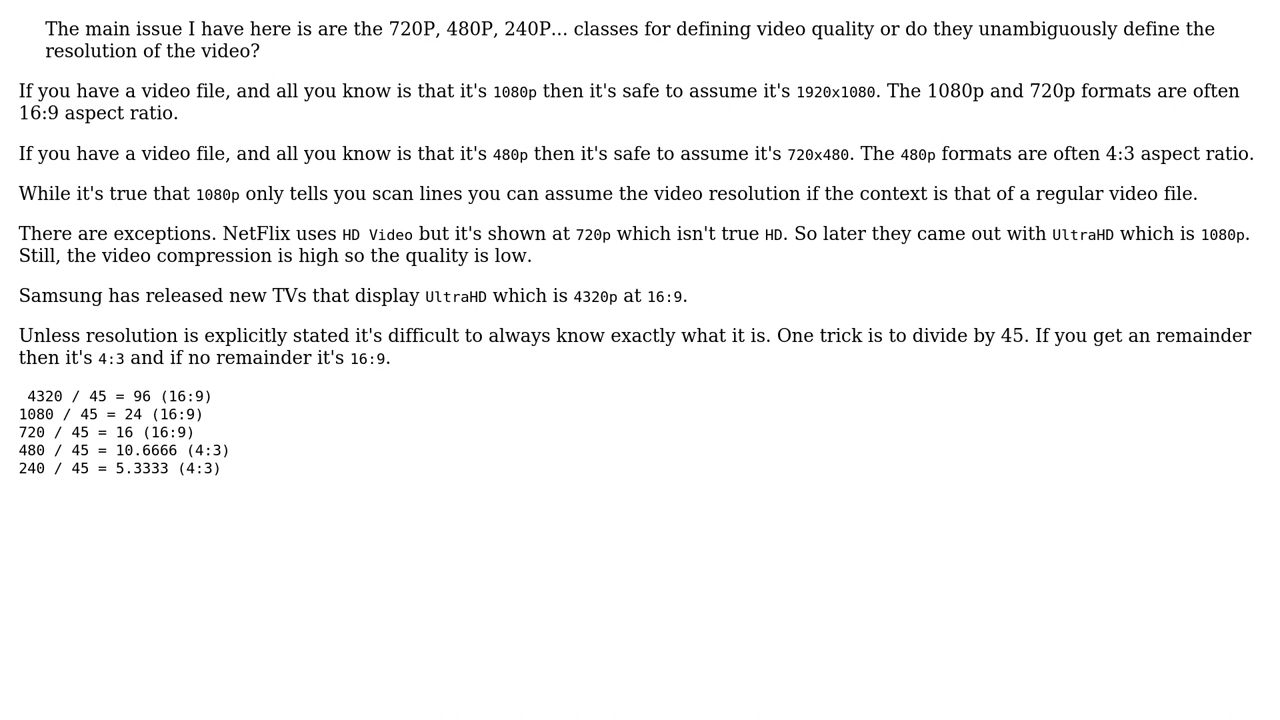 The main issue I have here is are the 720P, 480P, 240P... classes for defining video quality or do they unambiguously define the
resolution of the video?
If you have a video file, and all you know is that it's 1080p then it's safe to assume it's 1920x1080. The 1080p and 720p formats are often
16:9 aspect ratio.
If you have a video file, and all you know is that it's 480p then it's safe to assume it's 720x480. The 480p formats are often 4:3 aspect ratio.
While it's true that 1080p only tells you scan lines you can assume the video resolution if the context is that of a regular video file.
There are exceptions. NetFlix uses HD Video but it's shown at 720p which isn't true HD. So later they came out with UltraHD which is 1080p.
Still, the video compression is high so the quality is low.
Samsung has released new TVs that display UltraHD which is 4320p at 16:9.
Unless resolution is explicitly stated it's difficult to always know exactly what it is. One trick is to divide by 45. If you get an remainder
then it's 4:3 and if no remainder it's 16:9.
4320 / 45 = 96 (16:9)
1080 / 45 = 24 (16:9)
720 / 45 = 16 (16:9)
480 / 45 = 10.6666 (4:3)
240 / 45 = 5.3333 (4:3)